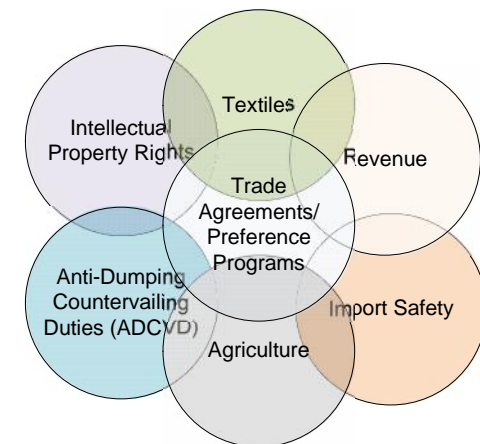 Textiles
Intellectual
Property Rights
Revenue
Trade
Agreements/
Preference
Programs
Anti-Dumping
Countervailing
Duties (ADCVD)
Import Safety
Agriculture